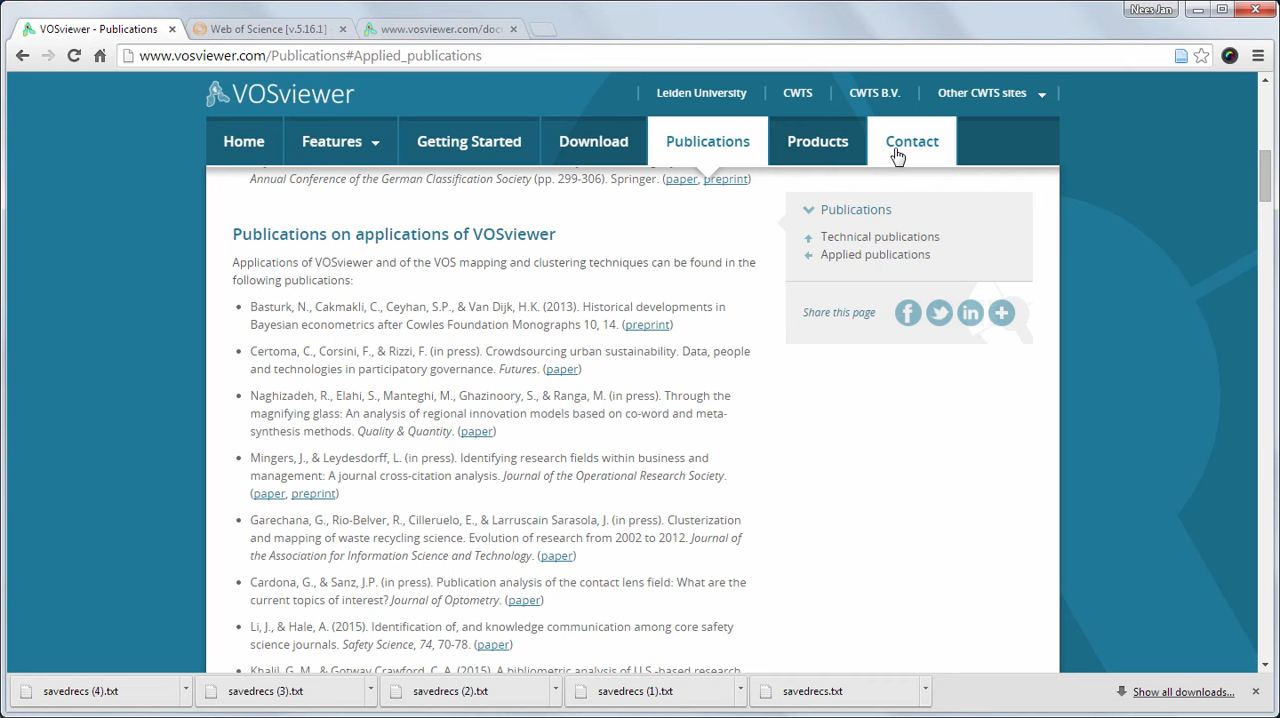 Nees Jan
VOSviewer - Publications
Web of Science [v.5.16.1]
www.vosviewer.com/doc
www.vosviewer.com/Publications#Applied_publications
VOSviewer
Leiden University
CWTS
CWTS B.V.
Other CWTS sites
Home
Features
Getting Started
Download
Publications
Products
Contact
Annual Conference of the German Classification Society (pp. 299-306). Springer. (paper, preprint)
Publications on applications of VOSviewer
Applications of VOSviewer and of the VOS mapping and clustering techniques can be found in the
following publications:
Basturk, N., Cakmakli, C., Ceyhan, S.P., & Van Dijk, H.K. (2013). Historical developments in
Bayesian econometrics after Cowles Foundation Monographs 10, 14. (preprint)
Certoma, C., Corsini, F., & Rizzi, F. (in press). Crowdsourcing urban sustainability. Data, people
and technologies in participatory governance. Futures. (paper)
Naghizadeh, R., Elahi, S., Manteghi, M., Ghazinoory, S., & Ranga, M. (in press). Through the
magnifying glass: An analysis of regional innovation models based on co-word and meta-
synthesis methods. Quality & Quantity. (paper)
Mingers, J., & Leydesdorff, L. (in press). Identifying research fields within business and
management: A journal cross-citation analysis. Journal of the Operational Research Society.
(paper, preprint)
Garechana, G., Rio-Belver, R., Cilleruelo, E., & Larruscain Sarasola, J. (in press). Clusterization
and mapping of waste recycling science. Evolution of research from 2002 to 2012. Journal of
the Association for Information Science and Technology. (paper)
Cardona, G., & Sanz, J.P. (in press). Publication analysis of the contact lens field: What are the
current topics of interest? Journal of Optometry. (paper)
Li, J., & Hale, A. (2015). Identification of, and knowledge communication among core safety
science journals. Safety Science, 74, 70-78. (paper)
Khalil, G. M., & Gotway Crawford, C. A. (2015). A bibliometric analysis of U.S.-based research
Publications
Technical publications
Applied publications
Share this page
savedrecs (4).txt
savedrecs (3).txt
savedrecs (2).txt
savedrecs (1).txt
savedrecs.txt
Show all downloads...